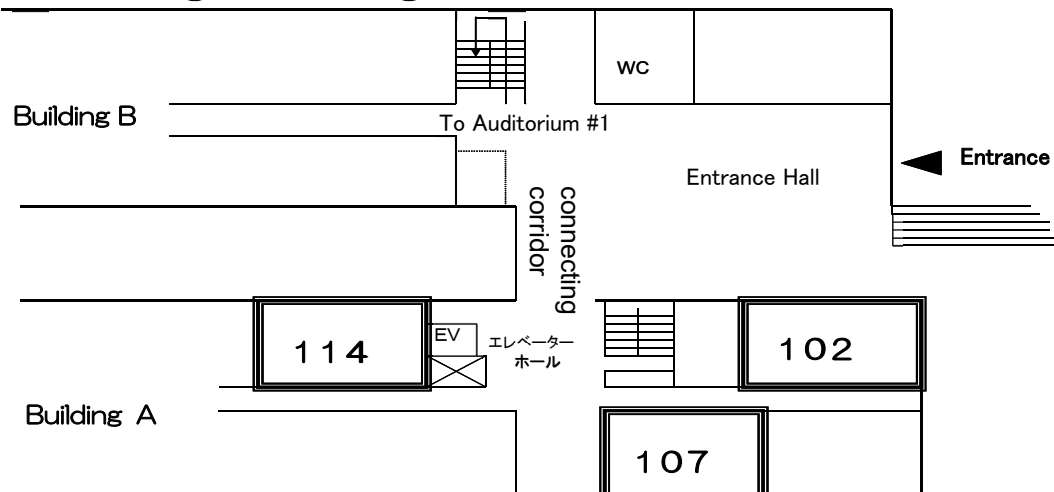 WC
Building B
To Auditorium #1
Entrance
Entrance Hall
connecting
corridor
EV
エレベーター
ホール
114
102
Building A
107